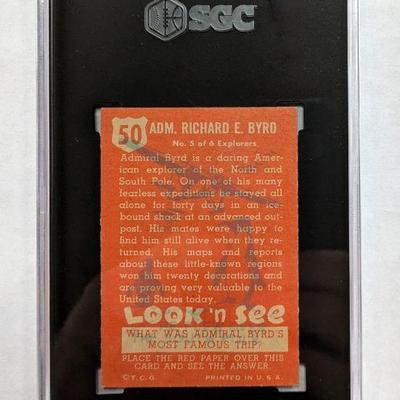 SGC
50 ADM. RICHARD E. BYRD
No. 5 of 6 Explorers
Admiral Byrd is a daring Amer-
ican explorer of the North and
South Pole. On one of his many
fearless expeditions he stayed all
alone for forty days in an ice
bound shack at an advanced out-
post. His mates were happy to
find him still alive when they re-
turned. His maps and reports
about these little-known regions
won him twenty decorations and
are proving very valuable to the
United States today.
LOOK 'n SEE
WHAT WAS ADMIRAL BYRD'S
MOST FAMOUS TRIP?
PLACE THE RED PAPER OVER THIS
CARD AND SEE THE ANSWER.
©T.C.G. PRINTED IN U.S.A.